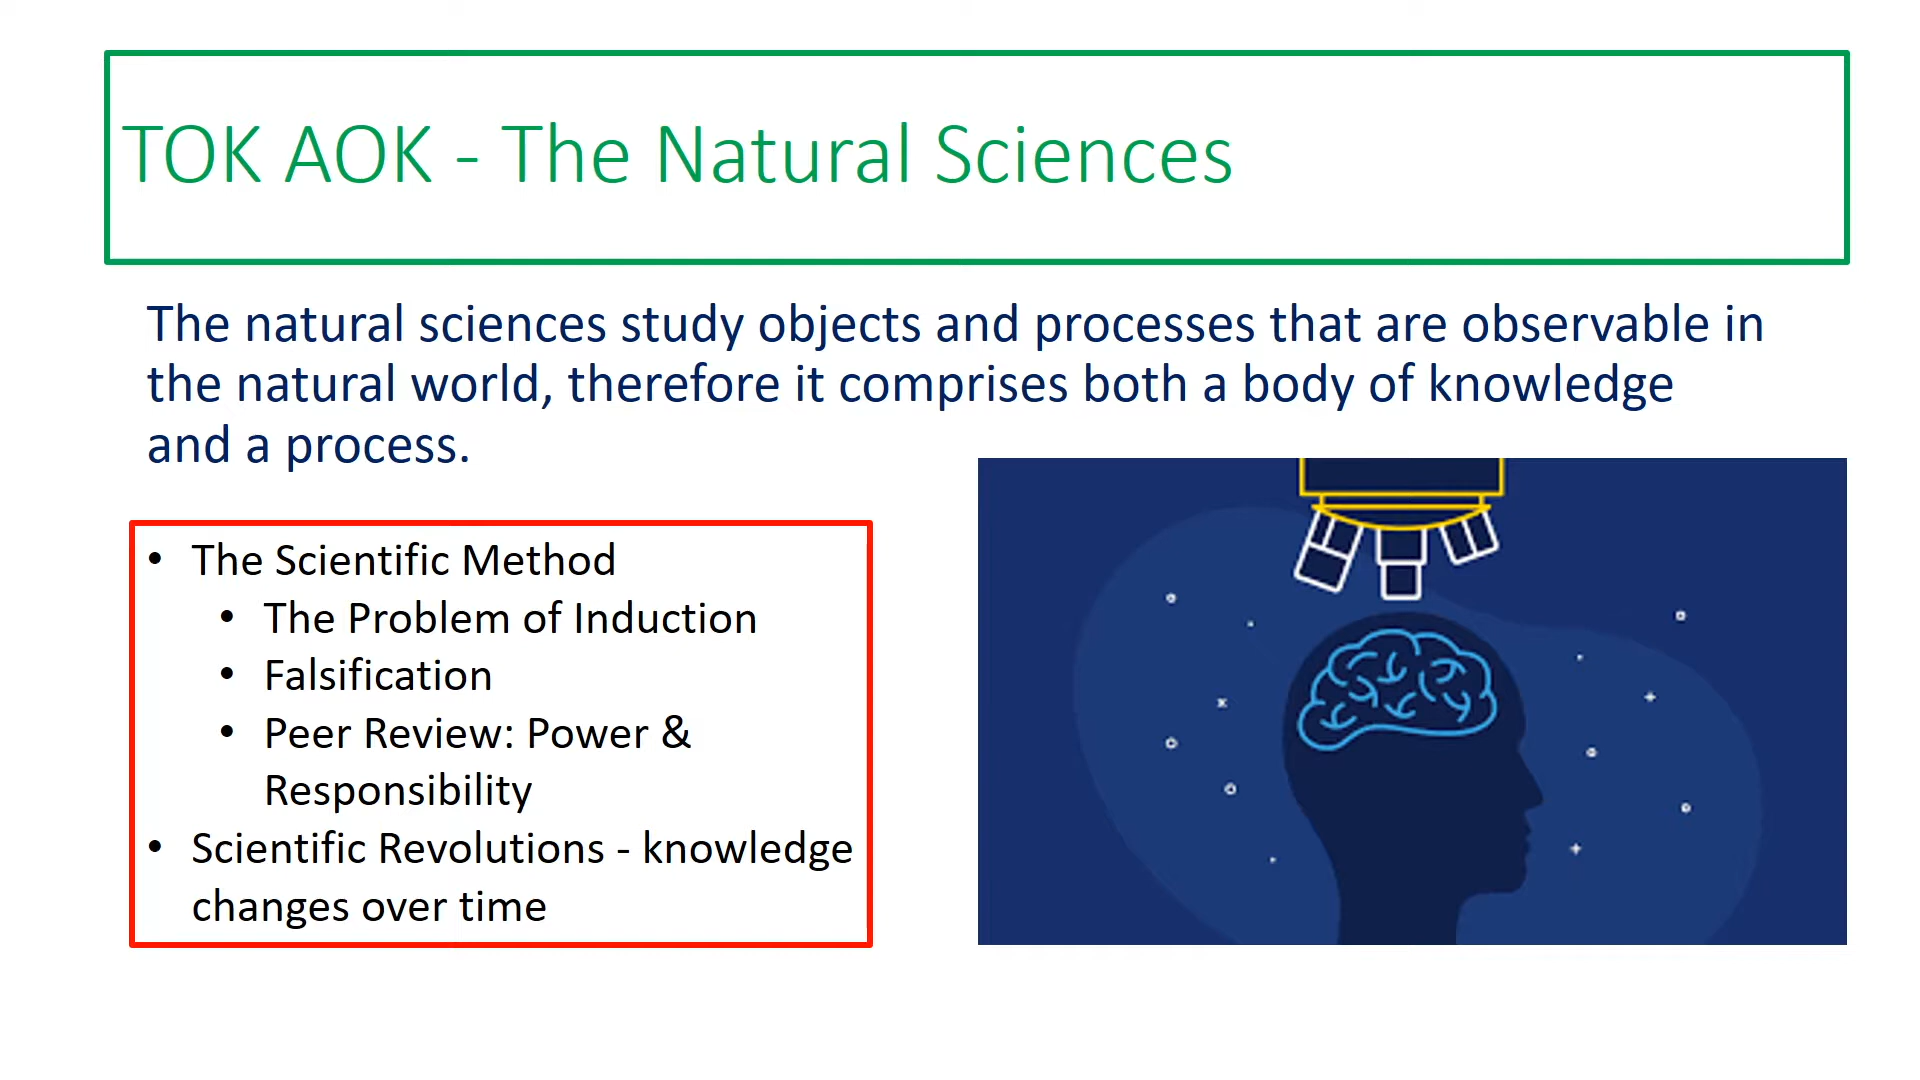 TOK AOK - The Natural Sciences
The natural sciences study objects and processes that are observable in
the natural world, therefore it comprises both a body of knowledge
and a process.
• The Scientific Method
• The Problem of Induction
• Falsification
• Peer Review: Power &
Responsibility
• Scientific Revolutions - knowledge
changes over time